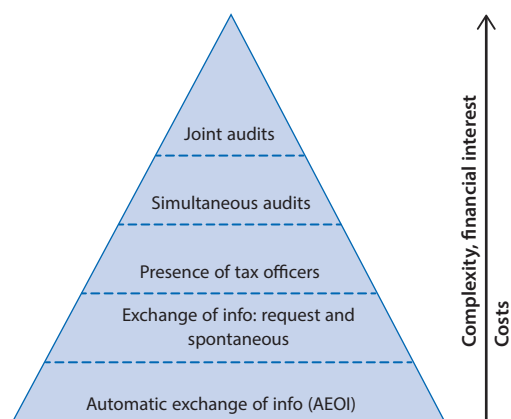 Joint audits
Simultaneous audits
Presence of tax officers
Exchange of info: request and
spontaneous
Automatic exchange of info (AEOI)
Complexity, financial interest
Costs